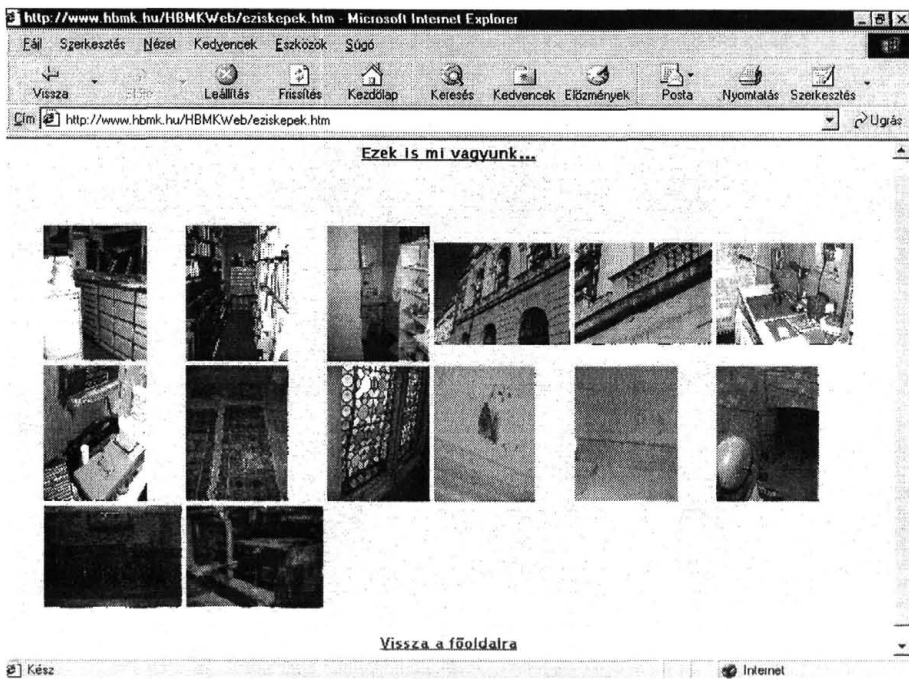 http://www.hbmk.hu/HBMKWeb/eziskepek.htm - Microsoft Internet Explorer
Fájl Szerkesztés Nézet Kedvencek Eszközök Súgó
Vissza Leállítás Frissítés Kezdőlap Keresés Kedvencek Előzmények Posta Nyomtatás Szerkesztés
Cím http://www.hbmk.hu/HBMKWeb/eziskepek.htm Ugrás
Ezek is mi vagyunk...
Vissza a főoldalra
Kész Internet